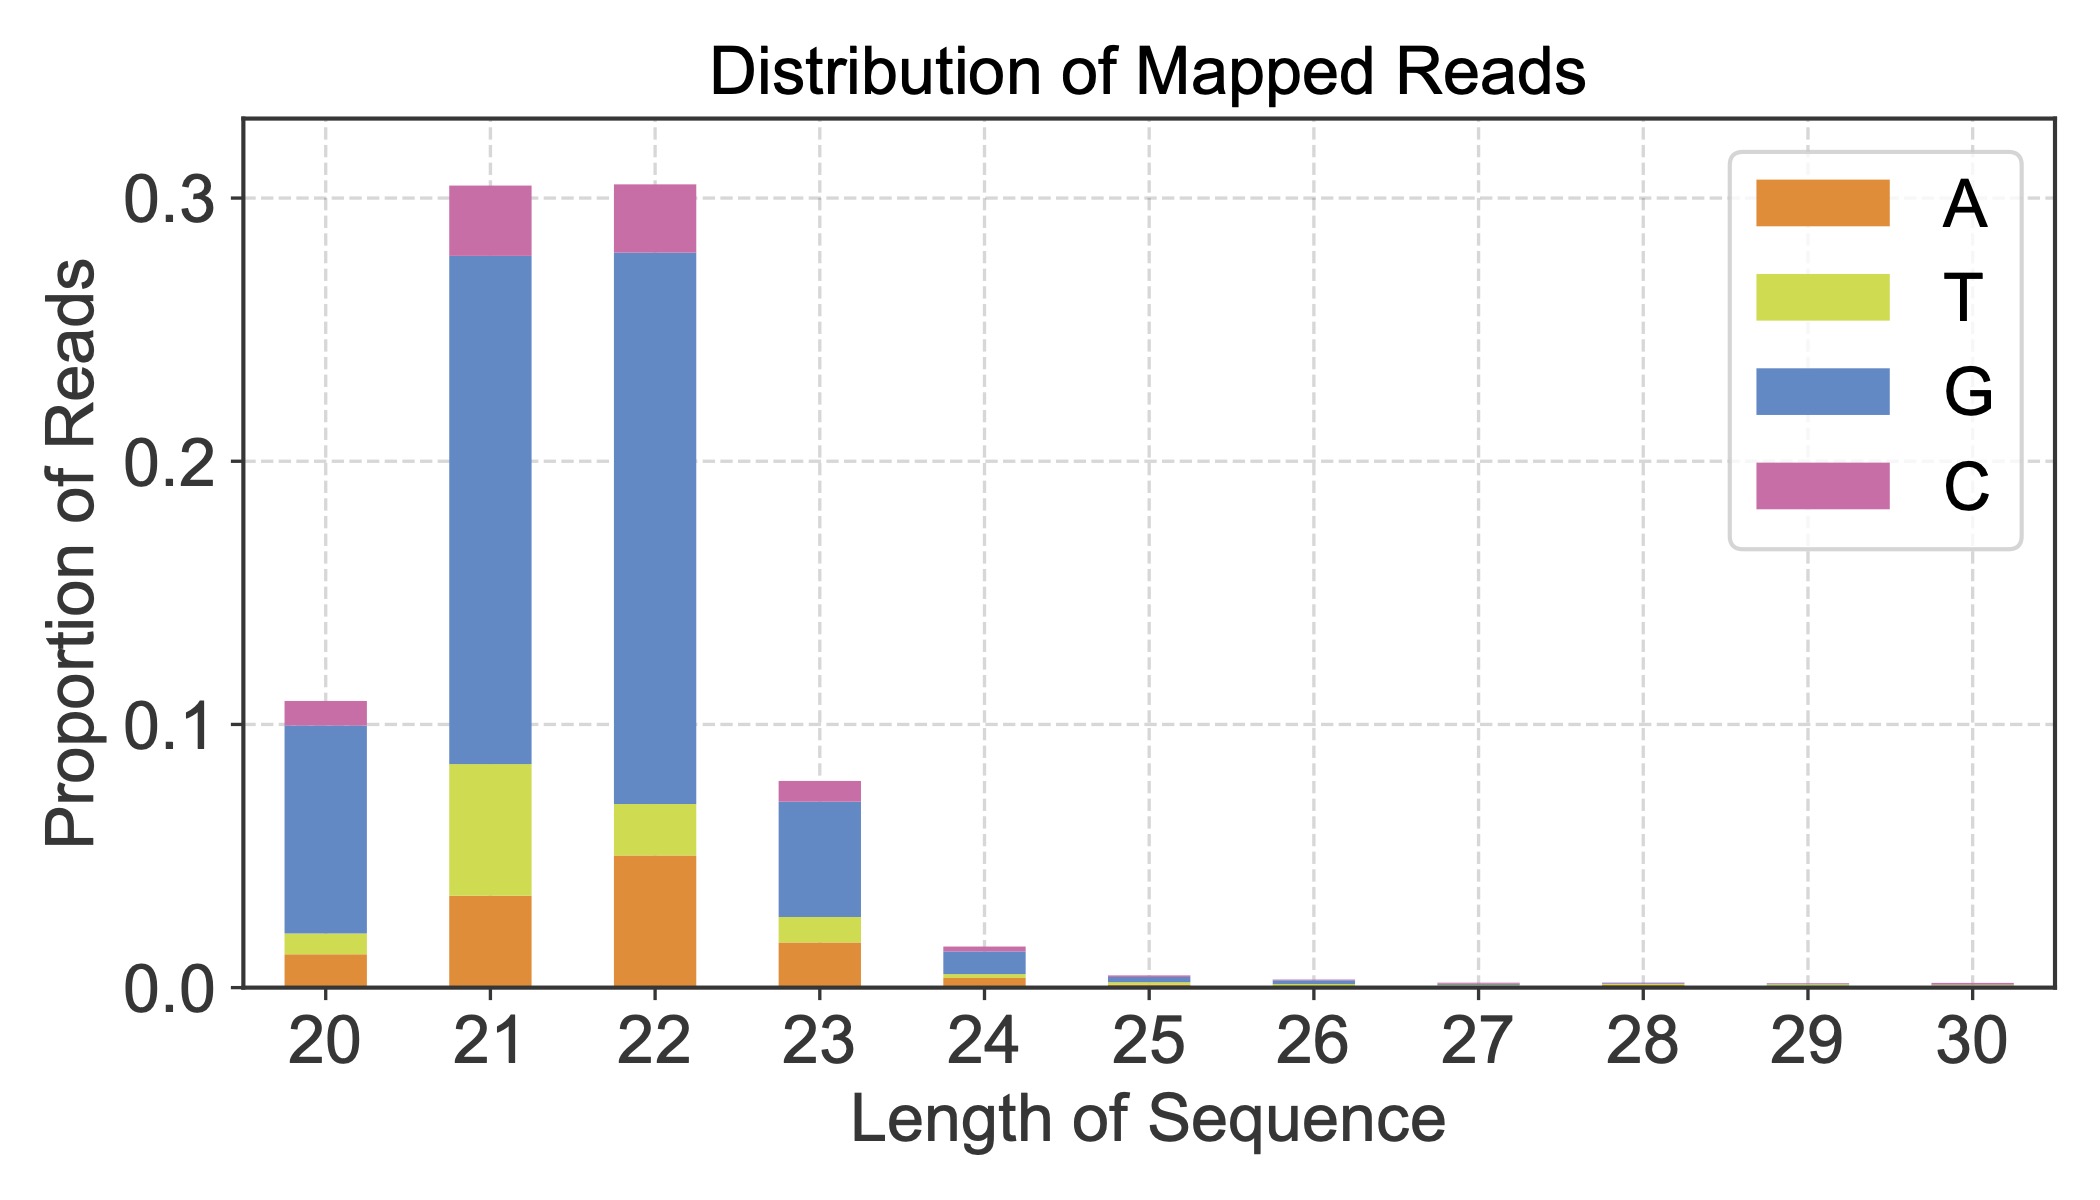 Distribution of Mapped Reads
Proportion of Reads
0.3
0.2
0.1
0.0
A
T
G
C
20 21 22 23 24 25 26 27 28 29 30
Length of Sequence